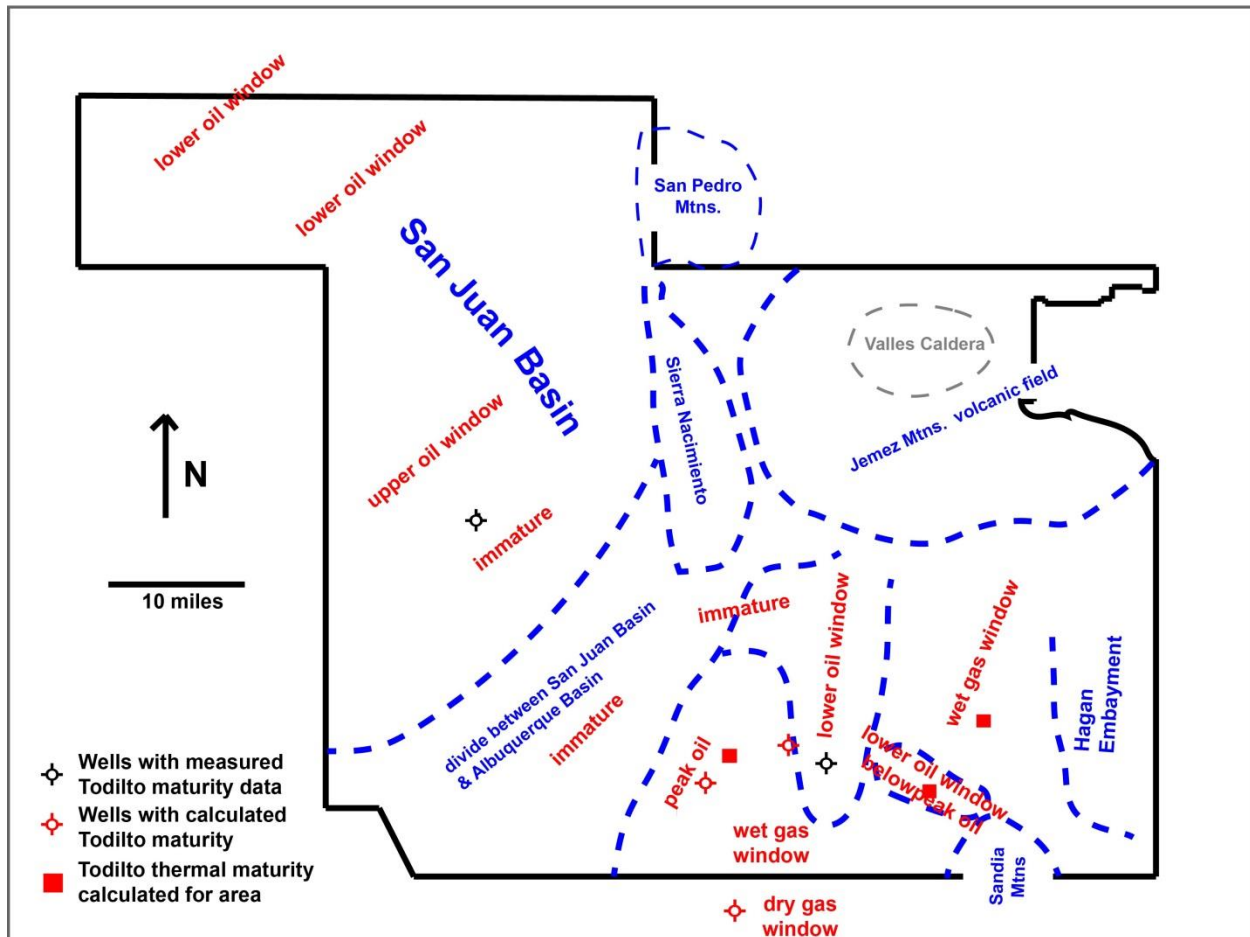 lower oil window
lower oil window
San Pedro
Mtns.
San Juan Basin
Valles Caldera
Sierra Nacimiento
Jemez Mtns. volcanic field
upper oil window
immature
N
10 miles
immature
lower oil window
wet gas window
Hagan
Embayment
divide between San Juan Basin
& Albuquerque Basin
immature
peak oil
lower oil window
belowpeak oil
wet gas
window
Sandia
Mtns
dry gas
window
Wells with measured
Todilto maturity data
Wells with calculated
Todilto maturity
Todilto thermal maturity
calculated for area